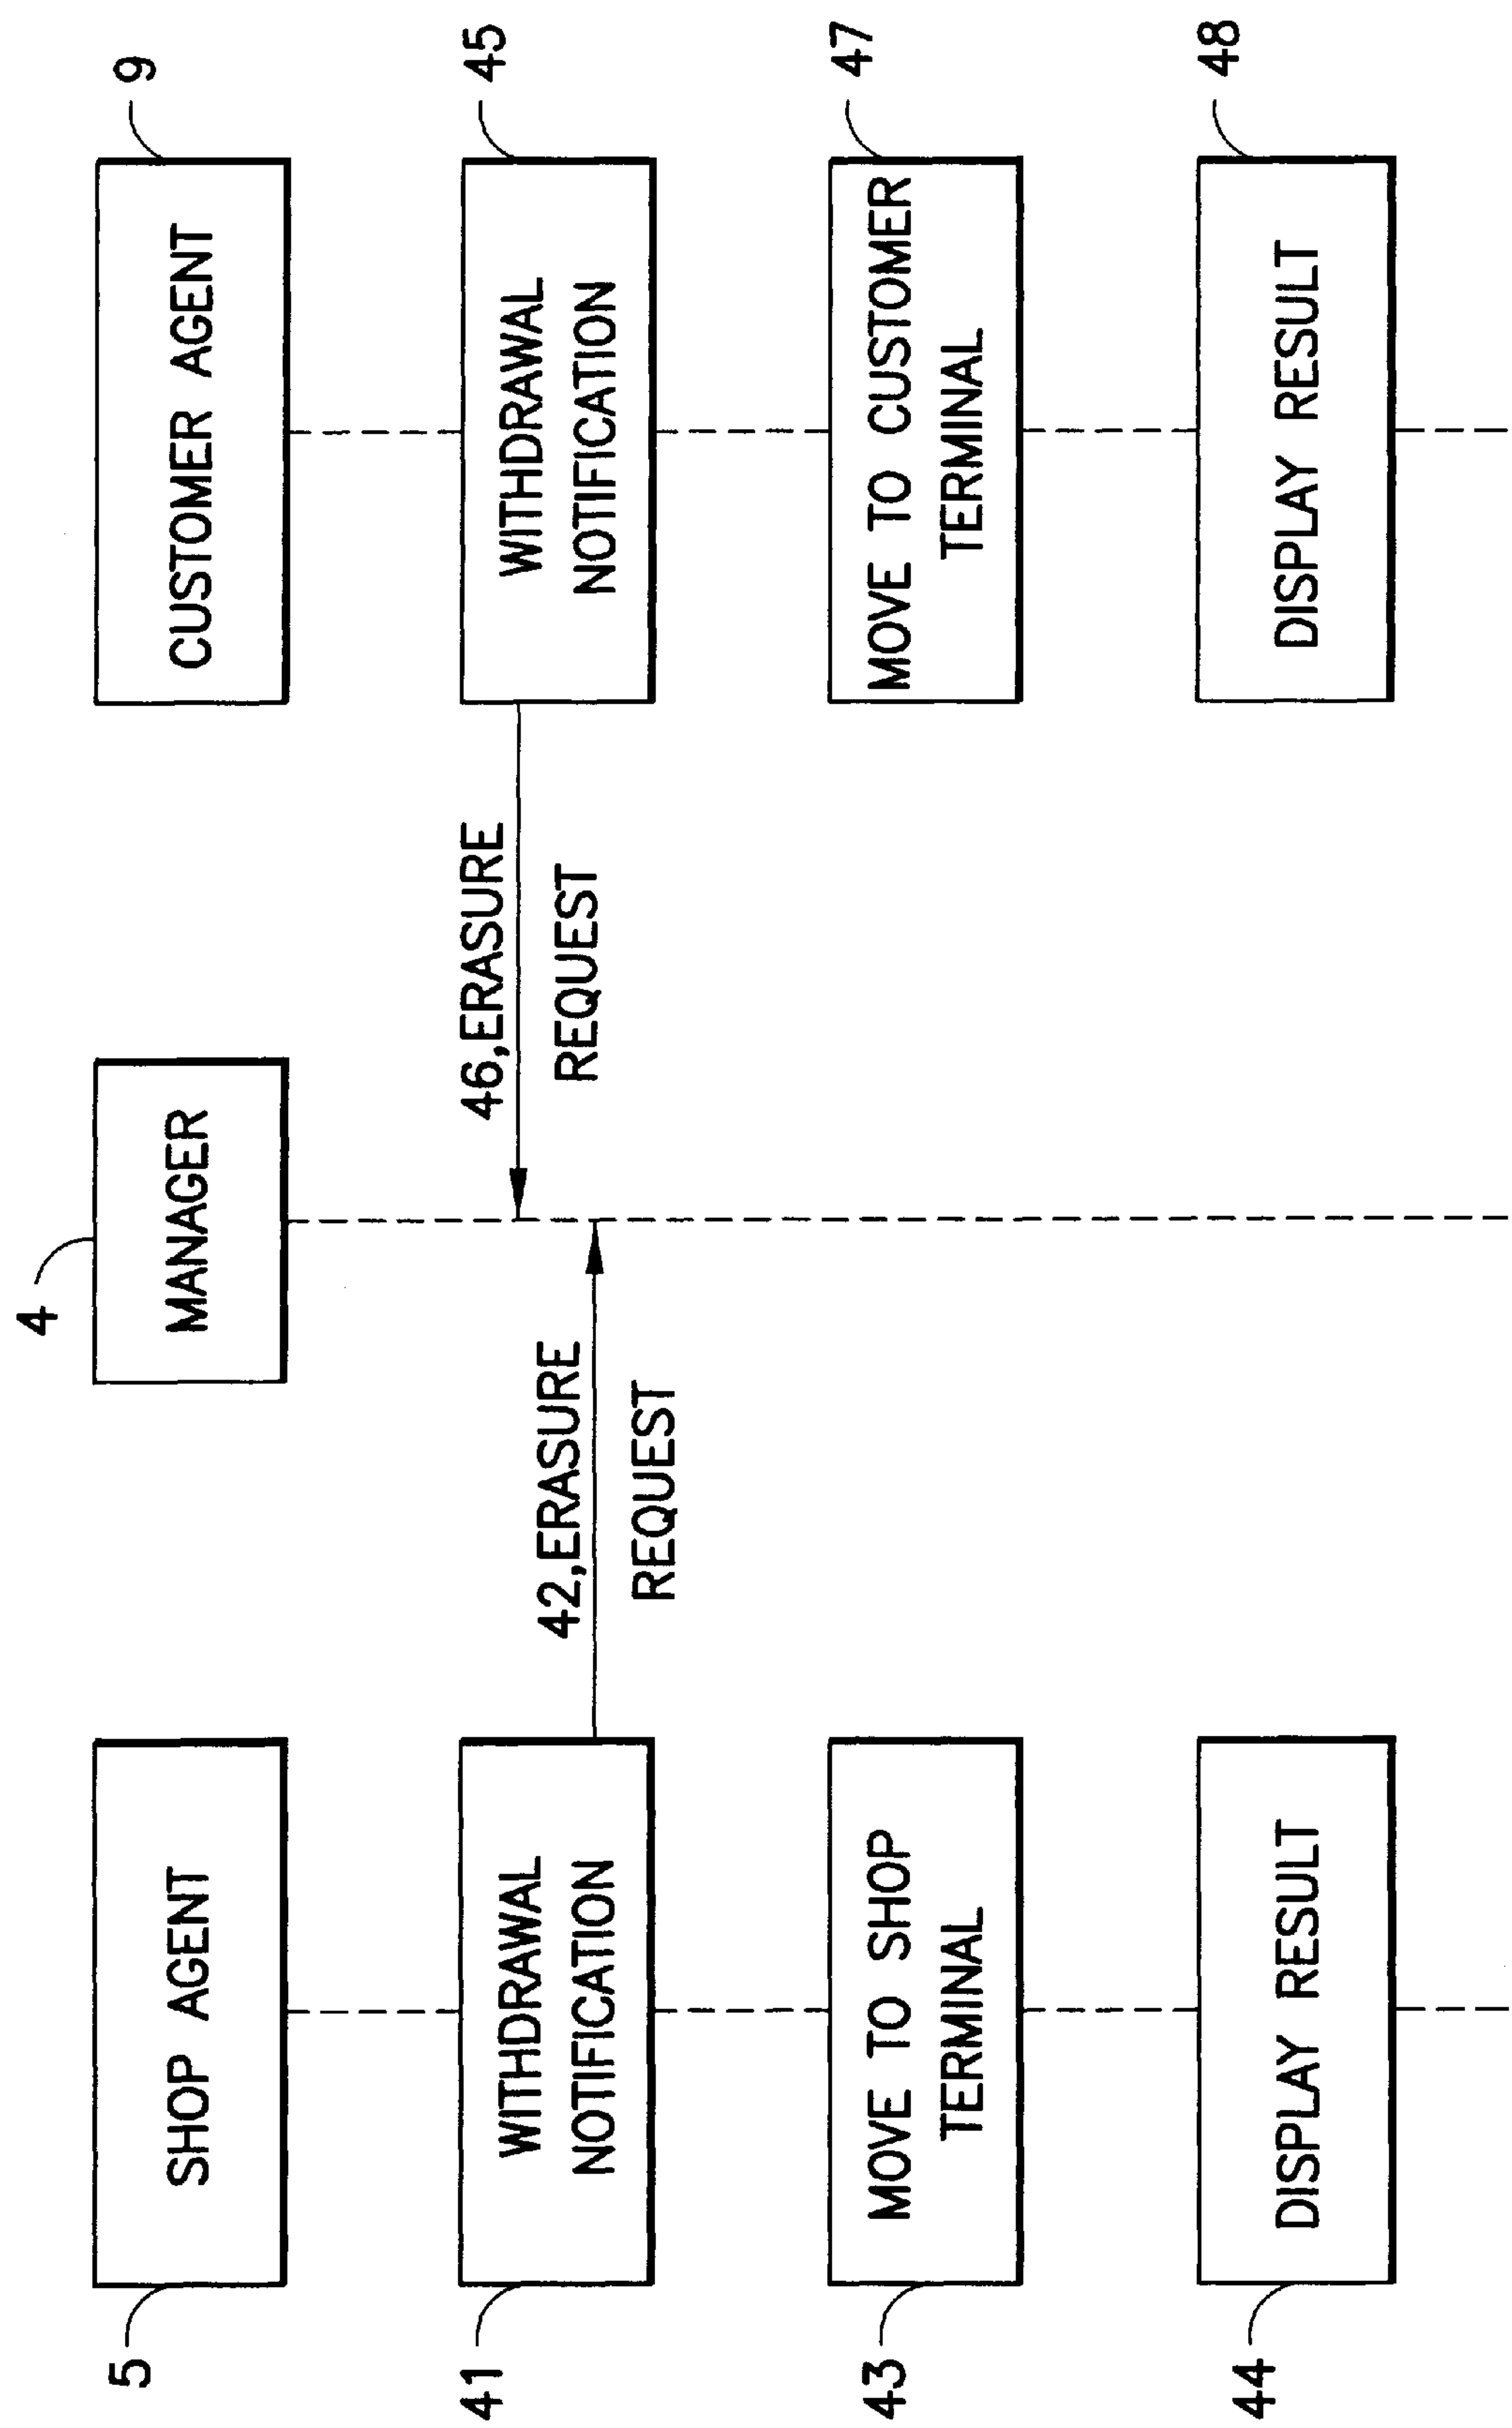 4
5
SHOP AGENT
MANAGER
CUSTOMER AGENT
9
41
WITHDRAWAL
NOTIFICATION
42,ERASURE
REQUEST
46,ERASURE
REQUEST
WITHDRAWAL
NOTIFICATION
45
43
MOVE TO SHOP
TERMINAL
MOVE TO CUSTOMER
TERMINAL
47
44
DISPLAY RESULT
DISPLAY RESULT
48